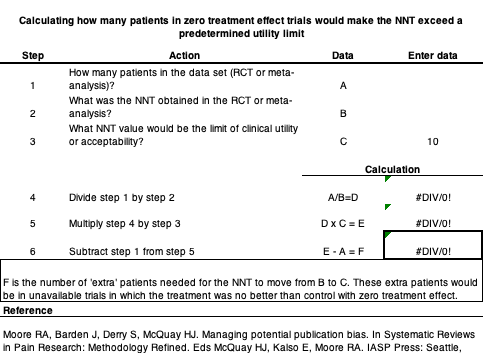 Calculating how many patients in zero treatment effect trials would make the NNT exceed a
predetermined utility limit
Step Action Data Enter data
1 How many patients in the data set (RCT or meta-
analysis)? A
2 What was the NNT obtained in the RCT or meta-
analysis? B
3 What NNT value would be the limit of clinical utility
or acceptability? C 10
Calculation
4 Divide step 1 by step 2 A/B=D #DIV/0!
5 Multiply step 4 by step 3 D x C = E #DIV/0!
6 Subtract step 1 from step 5 E - A = F #DIV/0!
F is the number of 'extra' patients needed for the NNT to move from B to C. These extra patients would
be in unavailable trials in which the treatment was no better than control with zero treatment effect.
Reference
Moore RA, Barden J, Derry S, McQuay HJ. Managing potential publication bias. In Systematic Reviews
in Pain Research: Methodology Refined. Eds McQuay HJ, Kalso E, Moore RA. IASP Press: Seattle,